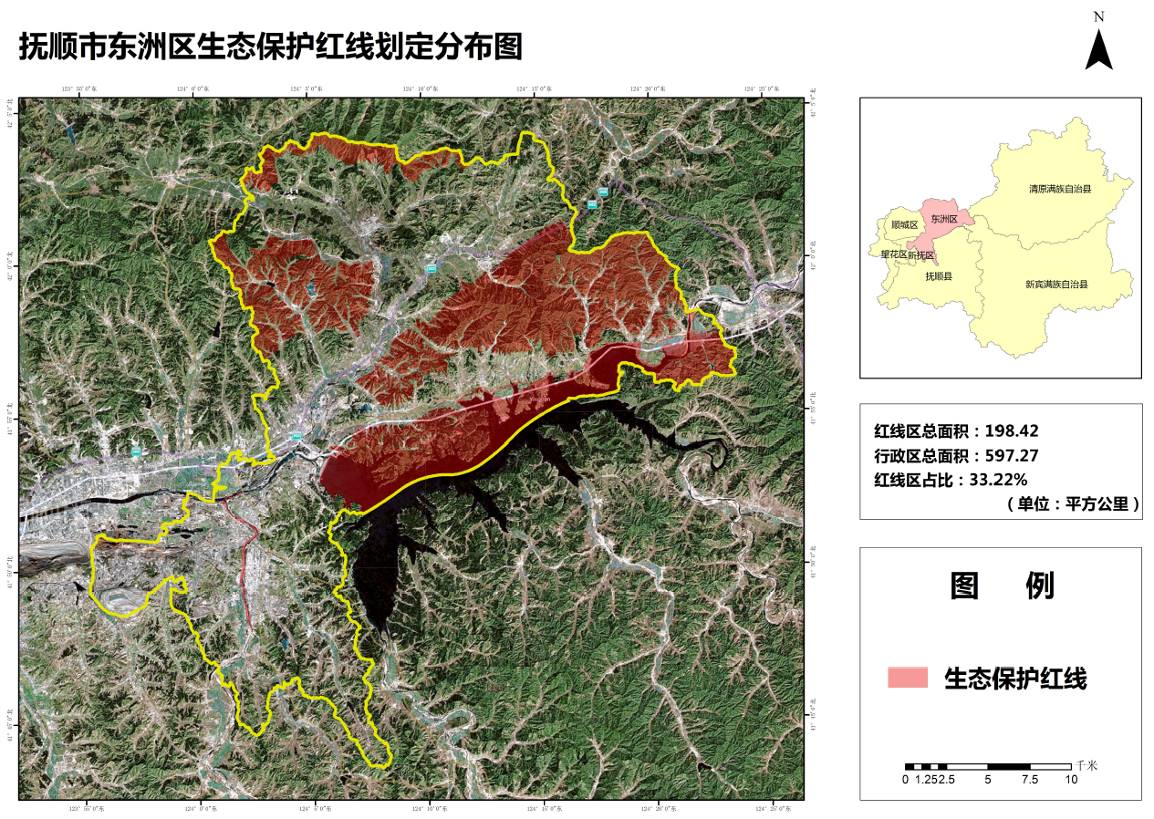 抚顺市东洲区生态保护红线划定分布图
N
清原满族自治县
顺城区
东洲区
望花区
新抚区
抚顺县
新宾满族自治县
红线区总面积：198.42
行政区总面积：597.27
红线区占比：33.22%
（单位：平方公里）
图 例
生态保护红线
千米
0 1.252.5 5 7.5 10